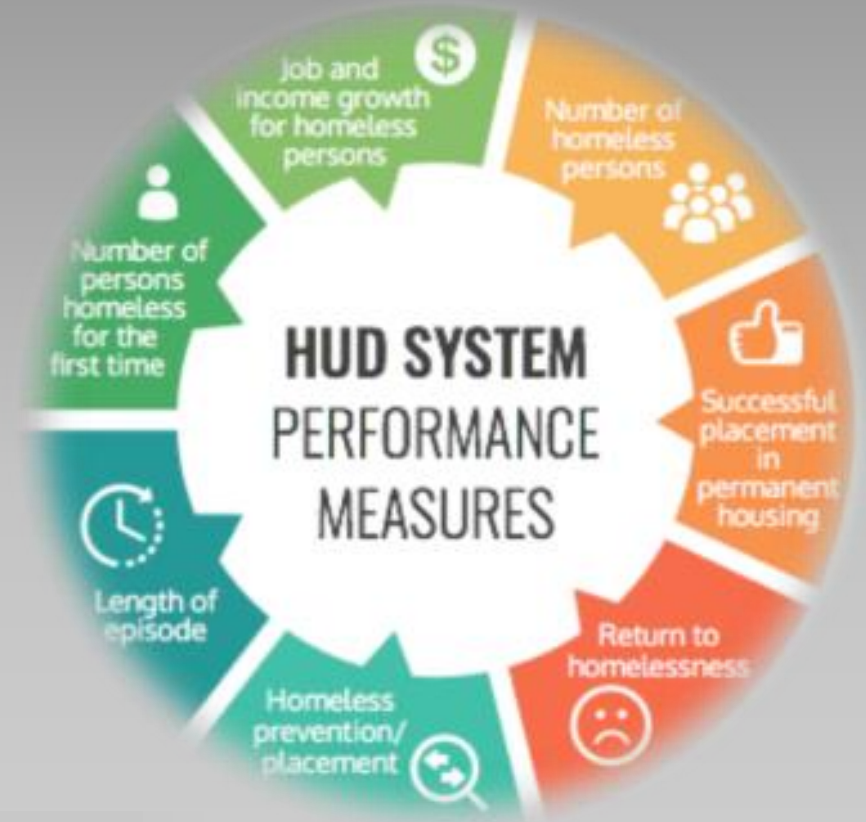 HUD SYSTEM
PERFORMANCE
MEASURES
Job and
income growth
for homeless
persons
$
Number of
homeless
persons
Successful
placement
in
permanent
housing
Return to
homelessness
Homeless
prevention/
placement
Length of
episode
Number of
persons
homeless
for the
first time